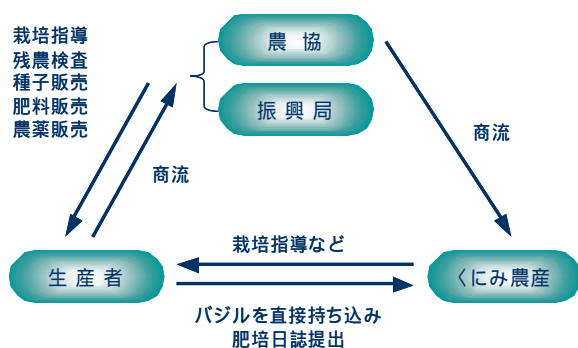 栽培指導
残農検査
種子販売
肥料販売
農薬販売
農協
振興局
商流
商流
生産者
栽培指導など
くにみ農産
バジルを直接持ち込み
肥培日誌提出